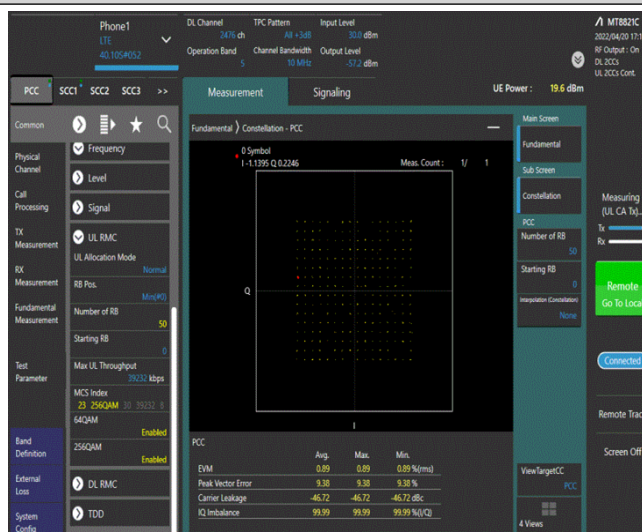 Phone1
LTE
40.105#052
DL Channel
2476 ch
TPC Pattern
All +3dB
Input Level
30.0 dBm
Operation Band
5
Channel Bandwidth
10 MHz
Output Level
-57.2 dBm
MT8821C
2022/04/20 17:1
RF Output : On
DL 2CCs
UL 2CCs Cont.
PCC
SCC1
SCC2
SCC3
>>
Measurement
Signaling
UE Power : 19.6 dBm
Common
Physical
Channel
Call
Processing
TX
Measurement
RX
Measurement
Fundamental
Measurement
Test
Parameter
Band
Definition
External
Loss
System
Config
Frequency
Level
Signal
UL RMC
UL Allocation Mode
Normal
RB Pos.
Min(#0)
Number of RB
50
Starting RB
0
Max UL Throughput
39232 kbps
MCS Index
23 256QAM 30 39232 8
64QAM
Enabled
256QAM
Enabled
DL RMC
TDD
Fundamental ⟩ Constellation - PCC
0 Symbol
I -1.1395 Q 0.2246
Meas. Count : 1/ 1
Q
I
PCC
Avg. Max. Min.
EVM 0.89 0.89 0.89 %(rms)
Peak Vector Error 9.38 9.38 9.38 %
Carrier Leakage -46.72 -46.72 -46.72 dBc
IQ Imbalance 99.99 99.99 99.99 %(I/Q)
Main Screen
Fundamental
Sub Screen
Constellation
PCC
Number of RB
50
Starting RB
0
Interpolation (Constellation)
None
ViewTargetCC
PCC
4 Views
Measuring
(UL CA Tx)..
Tx
Rx
Remote
Go To Loca
Connected
Remote Trac
Screen Off